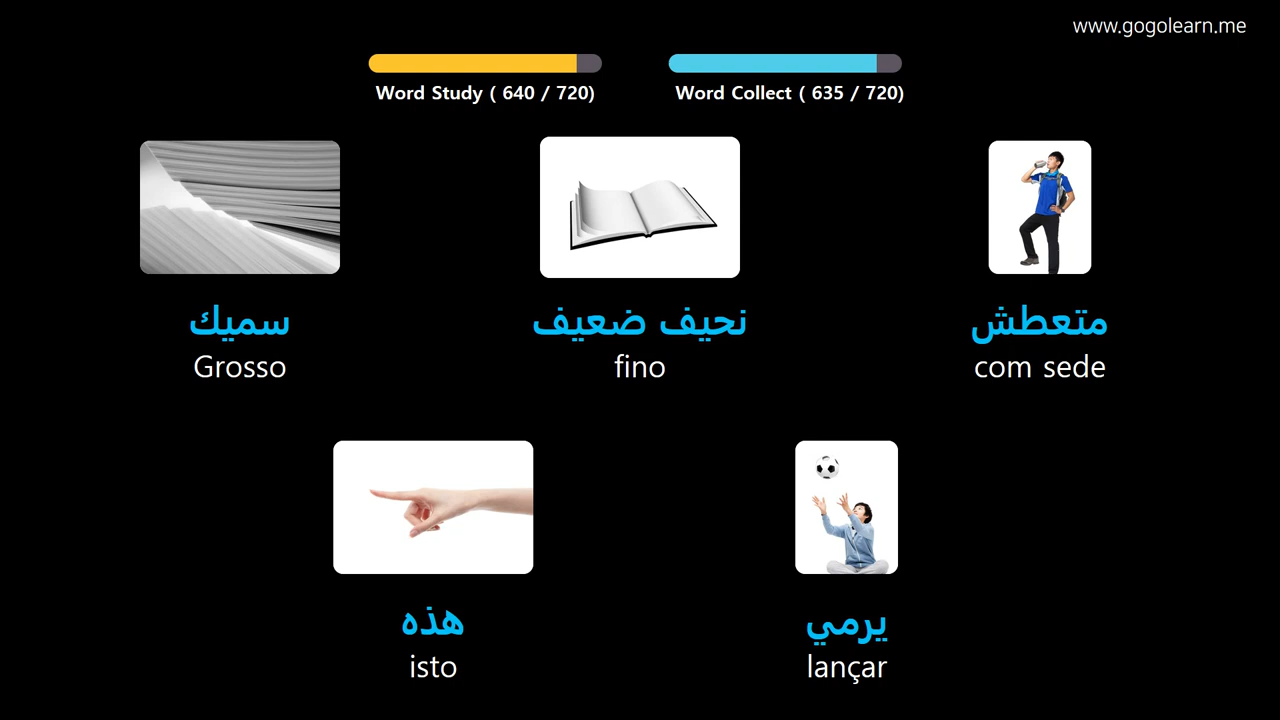 www.gogolearn.me
Word Study ( 640 / 720)
Word Collect ( 635 / 720)
سميك
Grosso
نحيف ضعيف
fino
متعطش
com sede
هذه
isto
يرمي
lançar